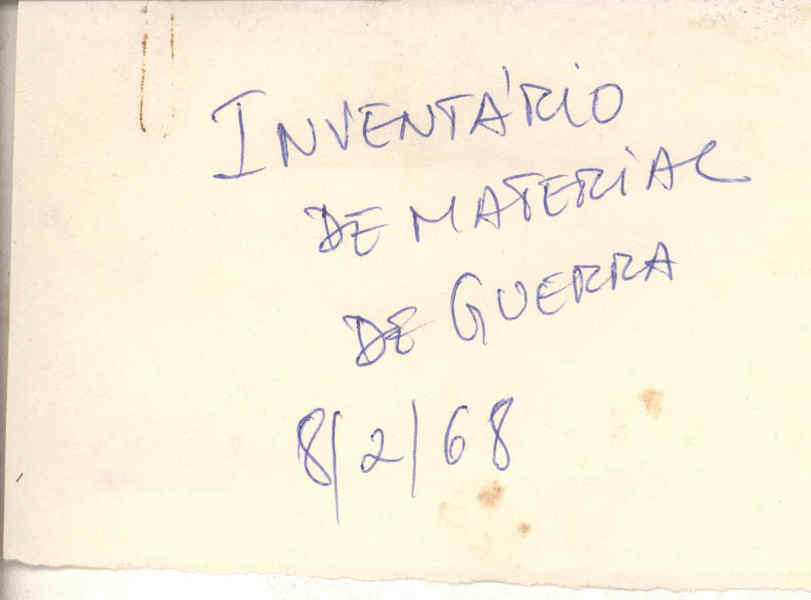 INVENTÁRIO
DE MATERIAL
DE GUERRA
8/2/68